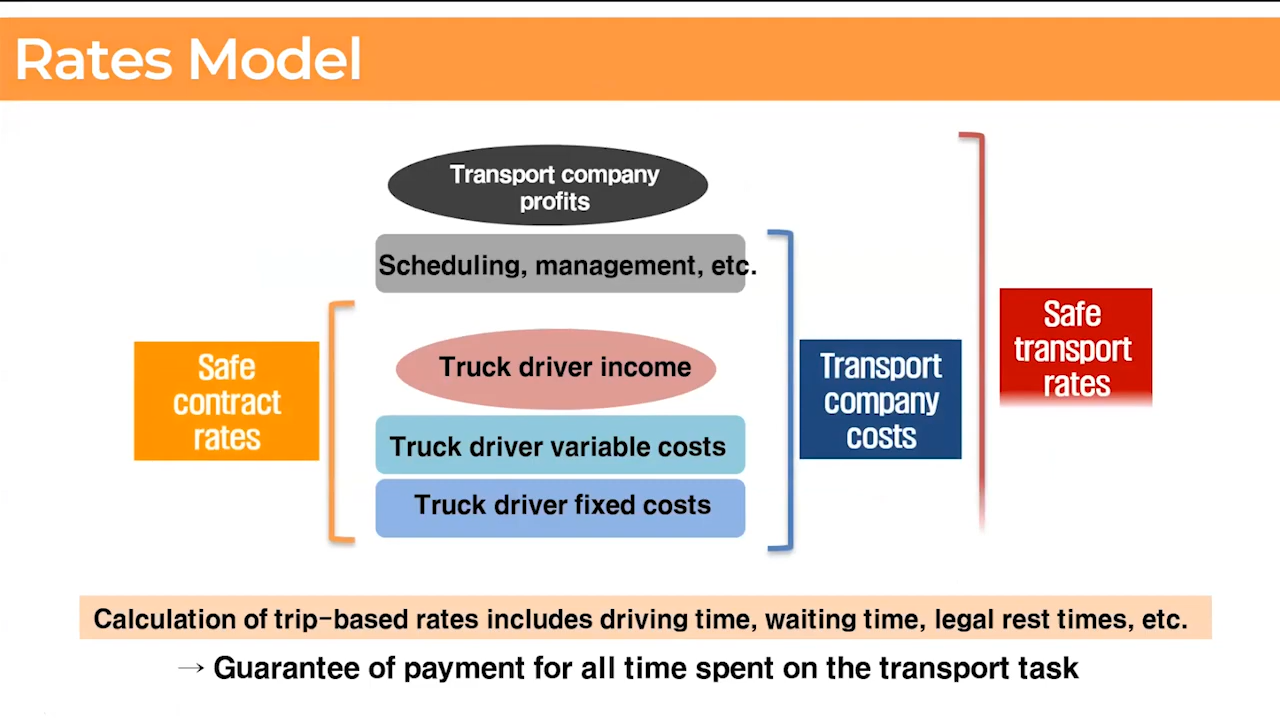 Rates Model
Transport company
profits
Scheduling, management, etc.
Safe
contract
rates
Truck driver income
Truck driver variable costs
Truck driver fixed costs
Transport
company
costs
Safe
transport
rates
Calculation of trip-based rates includes driving time, waiting time, legal rest times, etc.
→ Guarantee of payment for all time spent on the transport task